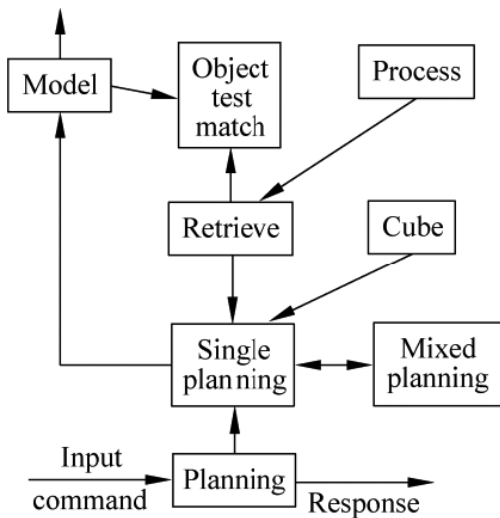 Model
Object
test
match
Process
Retrieve
Cube
Single
planning
Mixed
planning
Input
command
Planning
Response